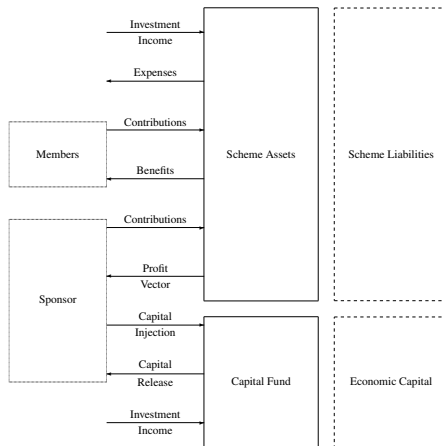 Investment
Income
Expenses
Contributions
Members
Scheme Assets
Scheme Liabilities
Benefits
Contributions
Profit
Vector
Sponsor
Capital
Injection
Capital
Release
Capital Fund
Economic Capital
Investment
Income